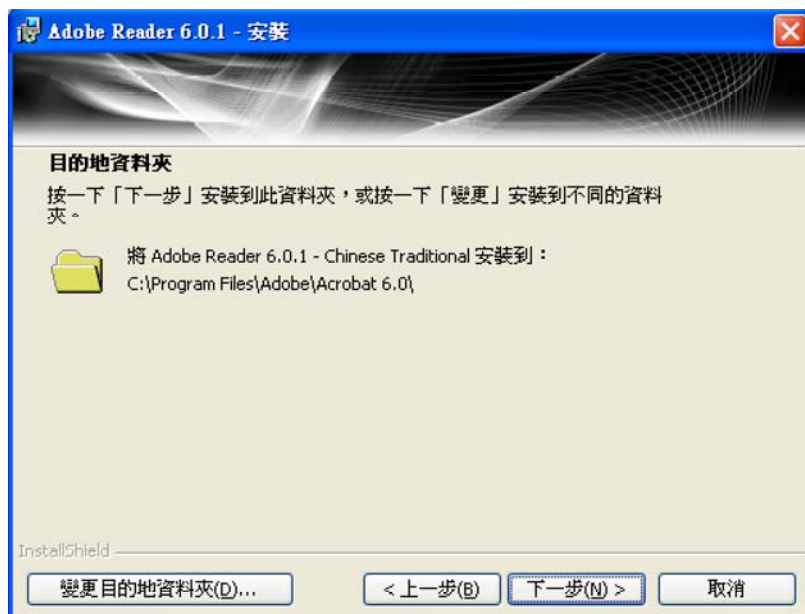 Adobe Reader 6.0.1 - 安裝
目的地資料夾
按一下「下一步」安裝到此資料夾，或按一下「變更」安裝到不同的資料
夾。
將 Adobe Reader 6.0.1 - Chinese Traditional 安裝到：
C:\Program Files\Adobe\Acrobat 6.0\
InstallShield
變更目的地資料夾(D)... < 上一步(B) 下一步(N) > 取消